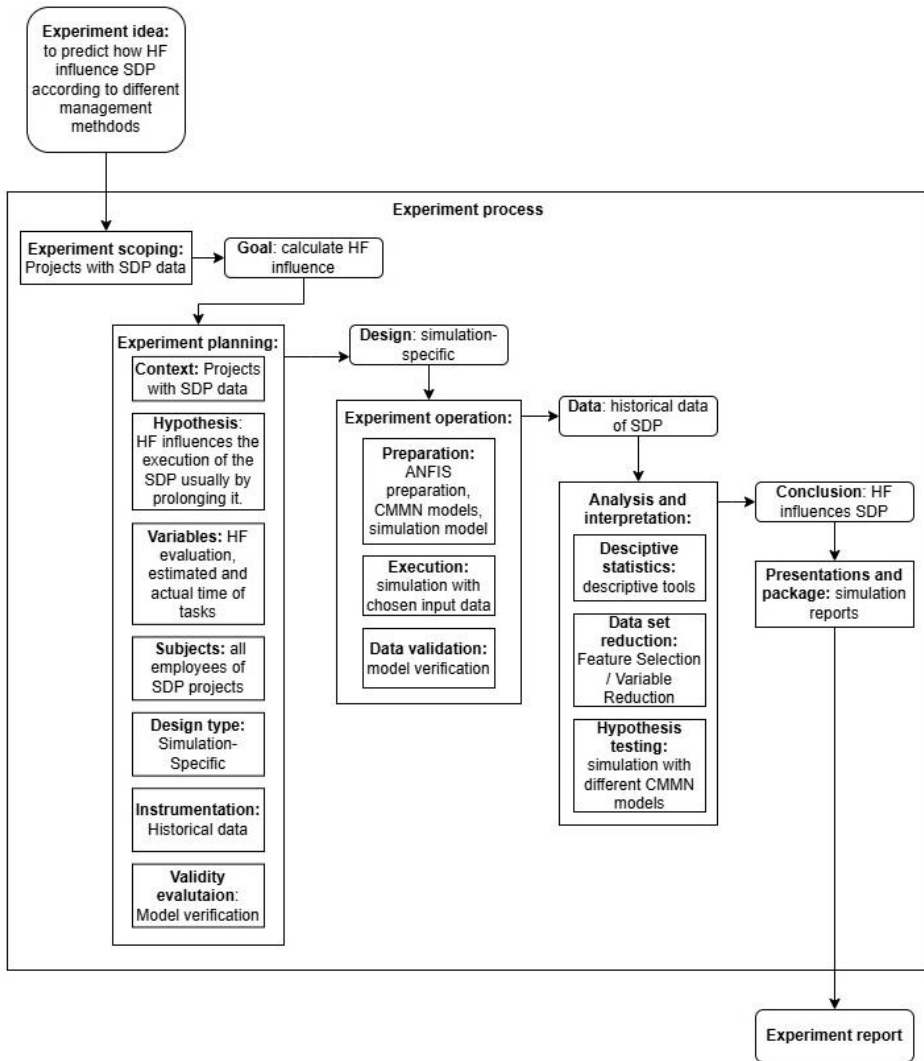 Experiment idea:
to predict how HF
influence SDP
according to different
management
methdods
Experiment process
Experiment scoping:
Projects with SDP data
Goal: calculate HF
influence
Experiment planning:
Context: Projects
with SDP data
Hypothesis:
HF influences the
execution of the
SDP usually by
prolonging it.
Variables: HF
evaluation,
estimated and
actual time of
tasks
Subjects: all
employees of
SDP projects
Design type:
Simulation-
Specific
Instrumentation:
Historical data
Validity
evalutaion:
Model verification
Design: simulation-
specific
Experiment operation:
Preparation:
ANFIS
preparation,
CMMN models,
simulation model
Execution:
simulation with
chosen input data
Data validation:
model verification
Data: historical data
of SDP
Analysis and
interpretation:
Desciptive
statistics:
descriptive tools
Data set
reduction:
Feature Selection
/ Variable
Reduction
Hypothesis
testing:
simulation with
different CMMN
models
Conclusion: HF
influences SDP
Presentations and
package: simulation
reports
Experiment report